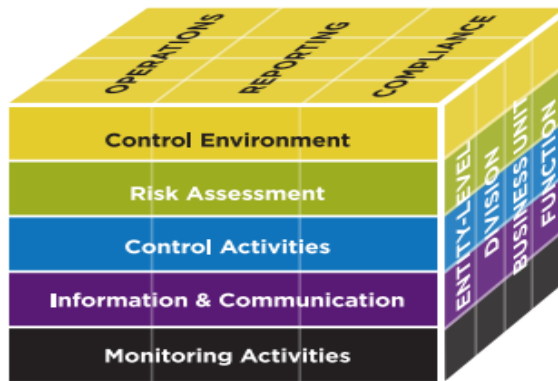 OPERATIONS
REPORTING
COMPLIANCE
Control Environment
Risk Assessment
Control Activities
Information & Communication
Monitoring Activities
ENTITY-LEVEL
DIVISION
BUSINESS UNIT
FUNCTION